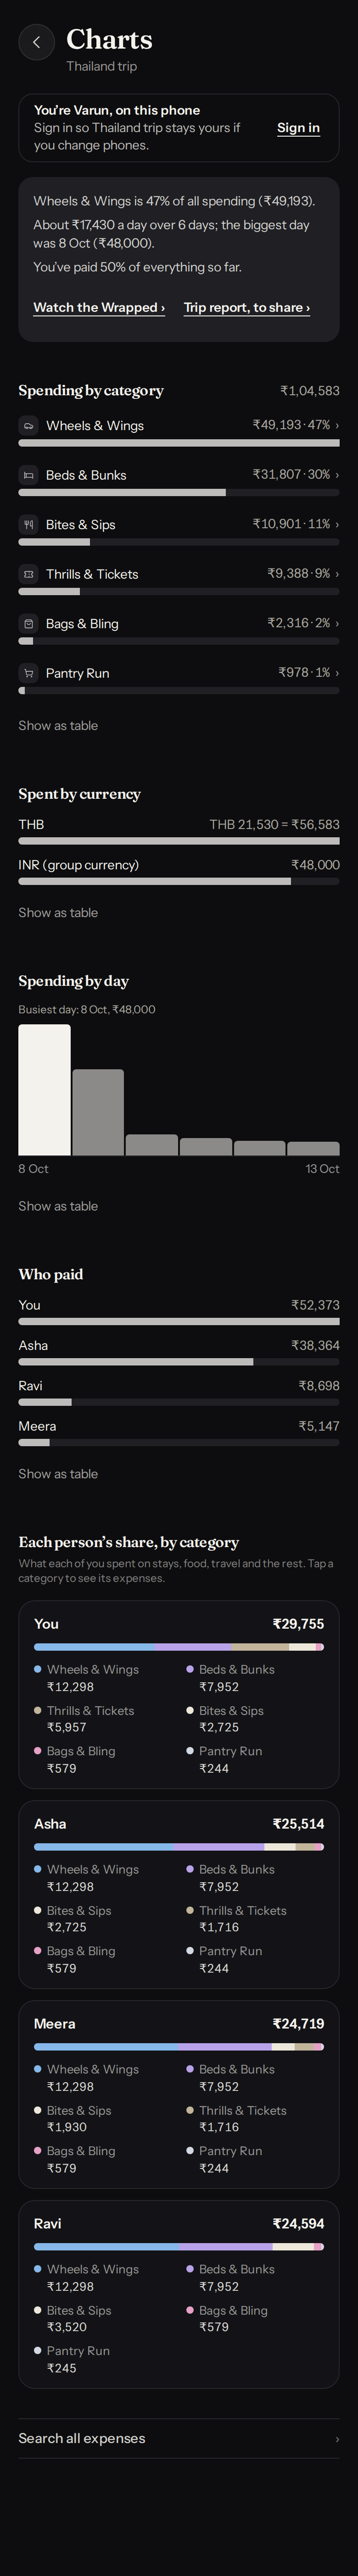 Charts
Thailand trip
You're Varun, on this phone
Sign in so Thailand trip stays yours if
you change phones.
Sign in
Wheels & Wings is 47% of all spending (₹49,193).
About ₹17,430 a day over 6 days; the biggest day
was 8 Oct (₹48,000).
You've paid 50% of everything so far.
Watch the Wrapped ›
Trip report, to share ›
Spending by category ₹1,04,583
Wheels & Wings ₹49,193 · 47% ›
Beds & Bunks ₹31,807 · 30% ›
Bites & Sips ₹10,901 · 11% ›
Thrills & Tickets ₹9,388 · 9% ›
Bags & Bling ₹2,316 · 2% ›
Pantry Run ₹978 · 1% ›
Show as table
Spent by currency
THB THB 21,530 = ₹56,583
INR (group currency) ₹48,000
Show as table
Spending by day
Busiest day: 8 Oct, ₹48,000
8 Oct 13 Oct
Show as table
Who paid
You ₹52,373
Asha ₹38,364
Ravi ₹8,698
Meera ₹5,147
Show as table
Each person's share, by category
What each of you spent on stays, food, travel and the rest. Tap a
category to see its expenses.
You ₹29,755
Wheels & Wings Beds & Bunks
₹12,298 ₹7,952
Thrills & Tickets Bites & Sips
₹5,957 ₹2,725
Bags & Bling Pantry Run
₹579 ₹244
Asha ₹25,514
Wheels & Wings Beds & Bunks
₹12,298 ₹7,952
Bites & Sips Thrills & Tickets
₹2,725 ₹1,716
Bags & Bling Pantry Run
₹579 ₹244
Meera ₹24,719
Wheels & Wings Beds & Bunks
₹12,298 ₹7,952
Bites & Sips Thrills & Tickets
₹1,930 ₹1,716
Bags & Bling Pantry Run
₹579 ₹244
Ravi ₹24,594
Wheels & Wings Beds & Bunks
₹12,298 ₹7,952
Bites & Sips Bags & Bling
₹3,520 ₹579
Pantry Run
₹245
Search all expenses ›